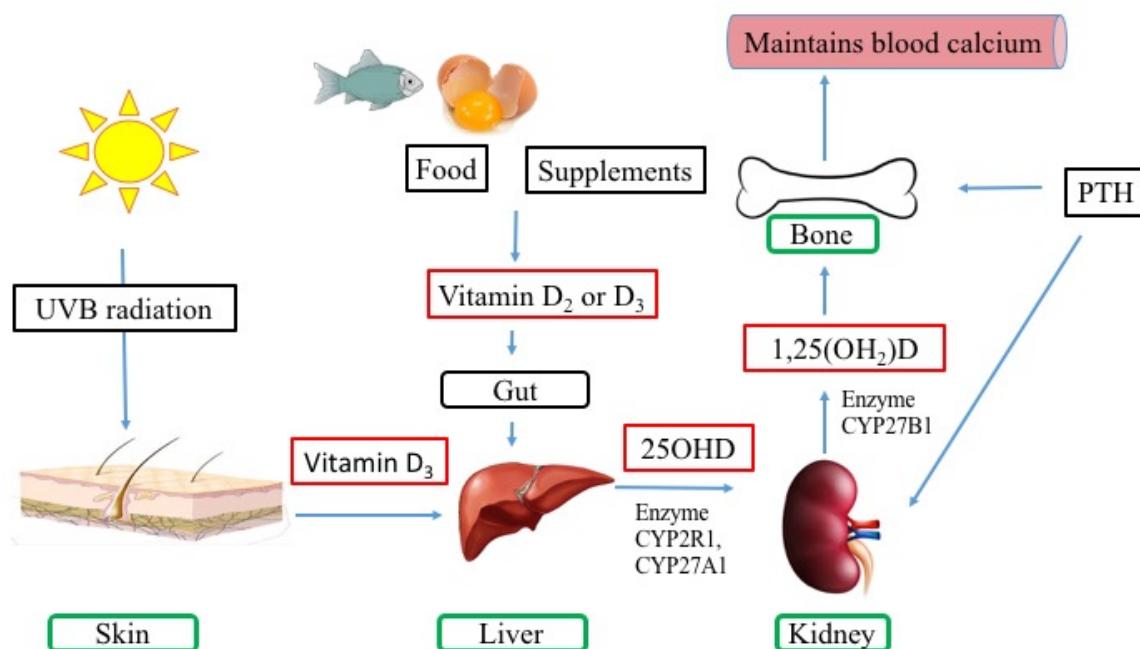 Maintains blood calcium
Food
Supplements
PTH
Bone
UVB radiation
Vitamin D₂ or D₃
1,25(OH₂)D
Gut
Enzyme
CYP27B1
Vitamin D₃
25OHD
Enzyme
CYP2R1,
CYP27A1
Skin
Liver
Kidney